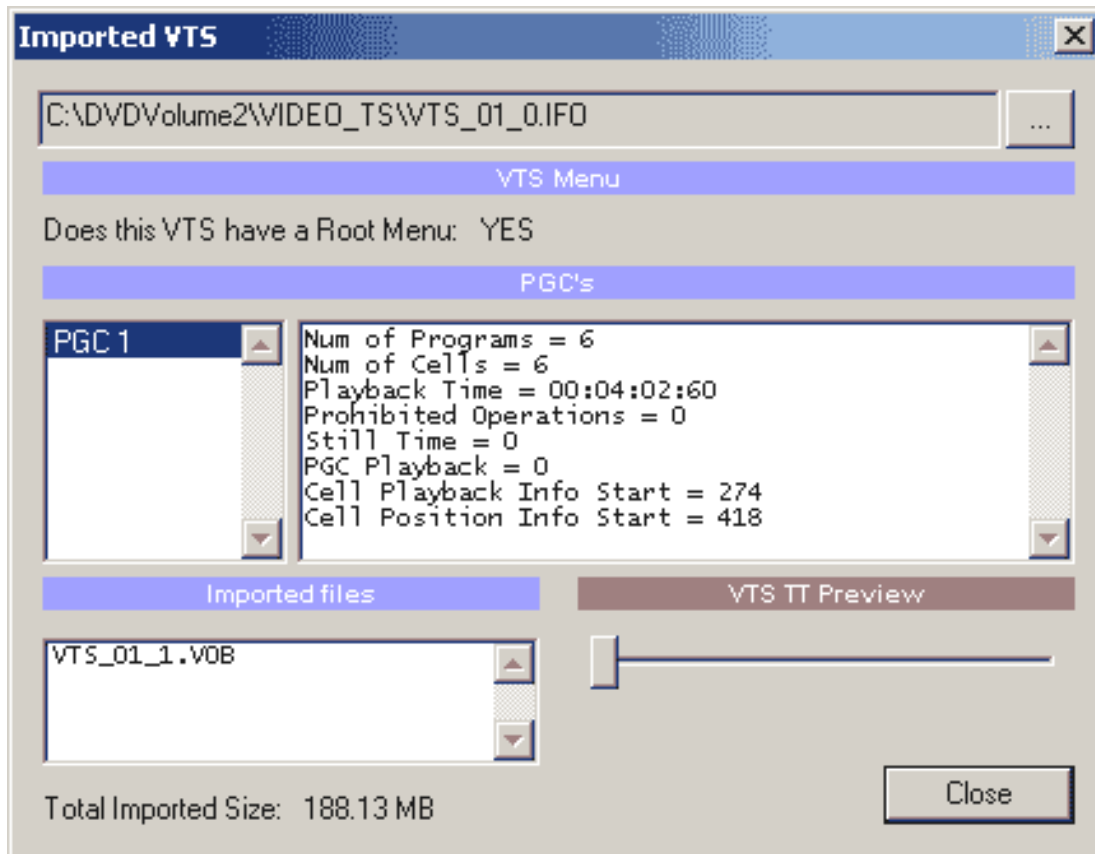 Imported VTS
C:\DVDVolume2\VIDEO_TS\VTS_01_0.IFO
...
VTS Menu
Does this VTS have a Root Menu: YES
PGC's
PGC 1
Num of Programs = 6
Num of Cells = 6
Playback Time = 00:04:02:60
Prohibited Operations = 0
Still Time = 0
PGC Playback = 0
Cell Playback Info Start = 274
Cell Position Info Start = 418
Imported files
VTS_01_1.VOB
VTS TT Preview
Total Imported Size: 188.13 MB
Close